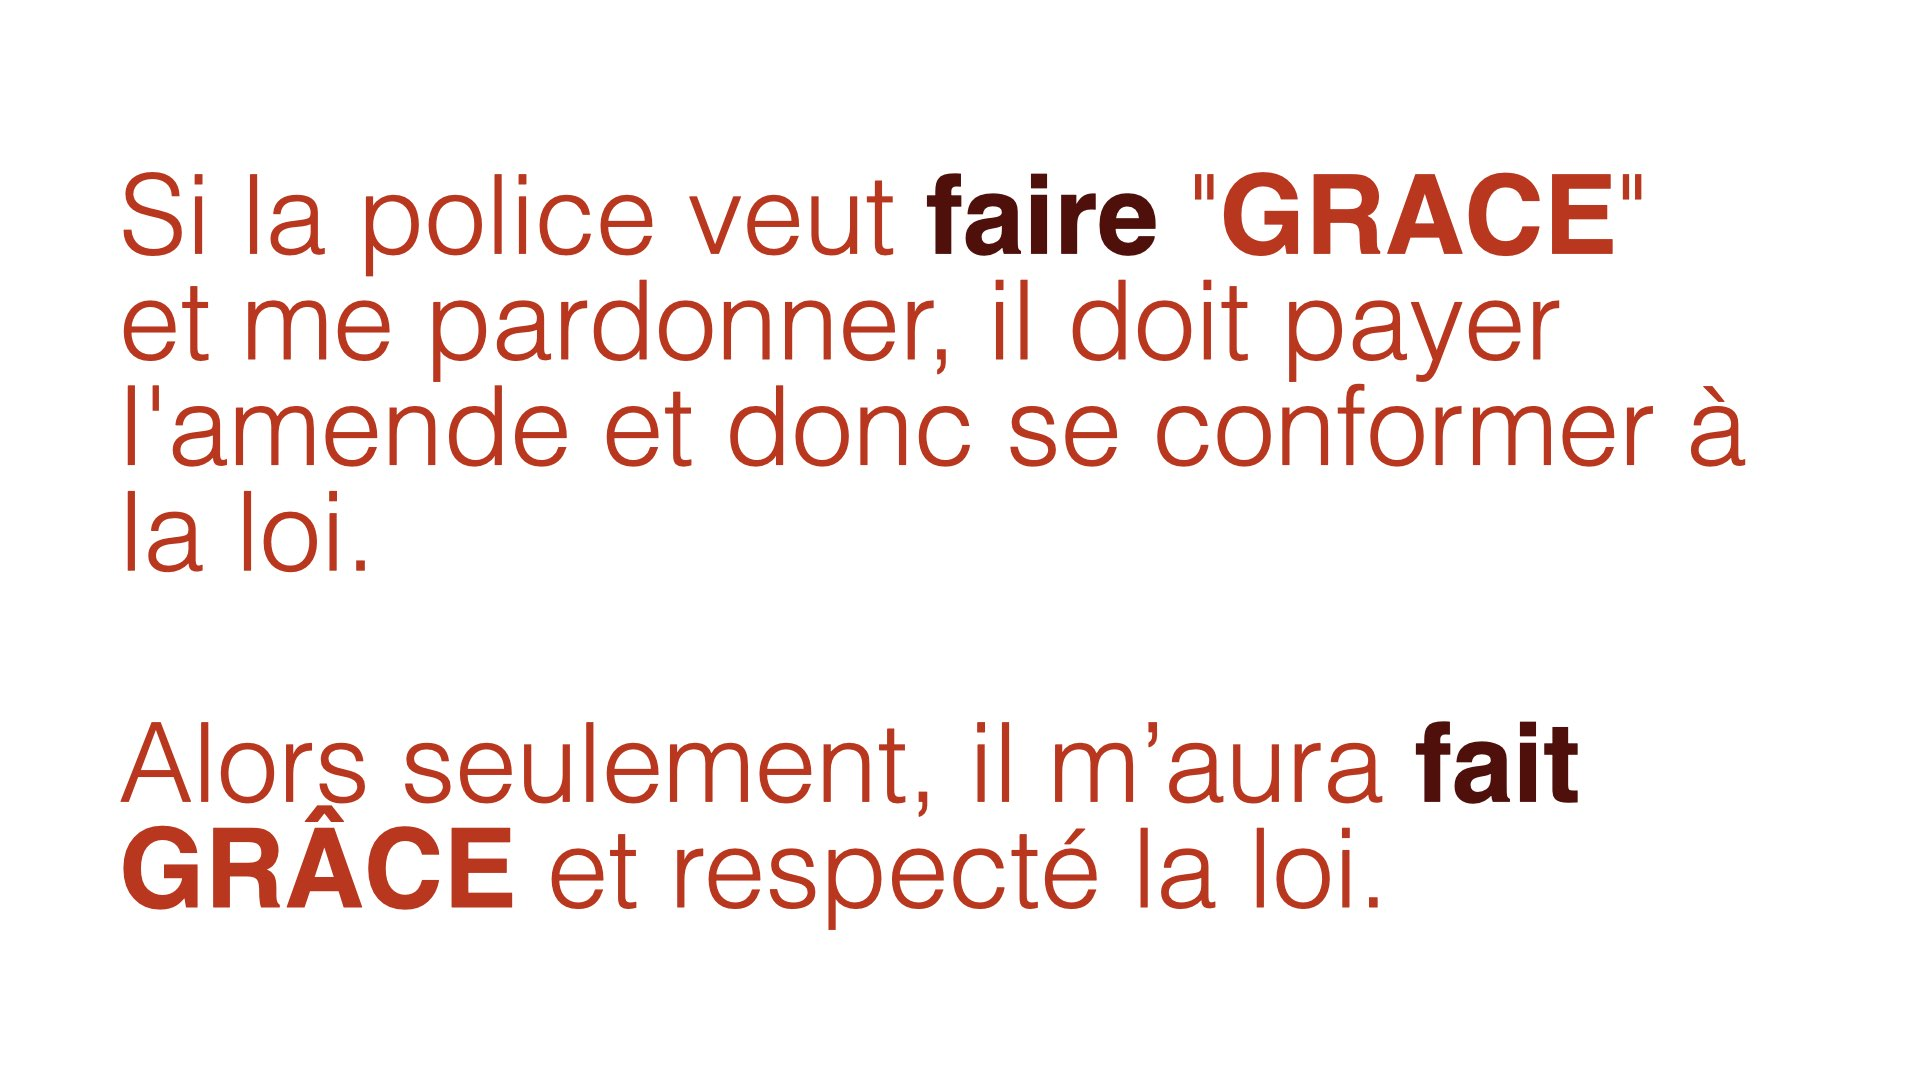 Si la police veut faire "GRACE"
et me pardonner, il doit payer
l'amende et donc se conformer à
la loi.
Alors seulement, il m’aura fait
GRÂCE et respecté la loi.